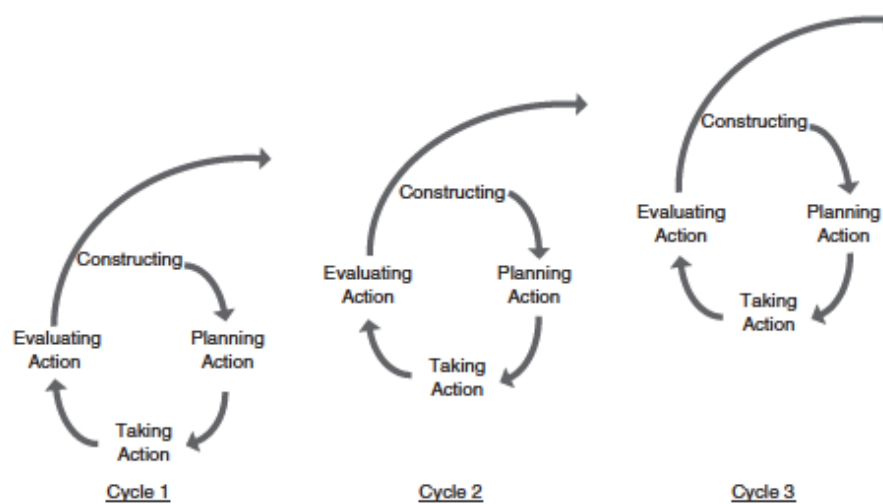 Constructing
Evaluating
Action
Planning
Action
Taking
Action
Cycle 1
Constructing
Evaluating
Action
Planning
Action
Taking
Action
Cycle 2
Constructing
Evaluating
Action
Planning
Action
Taking
Action
Cycle 3